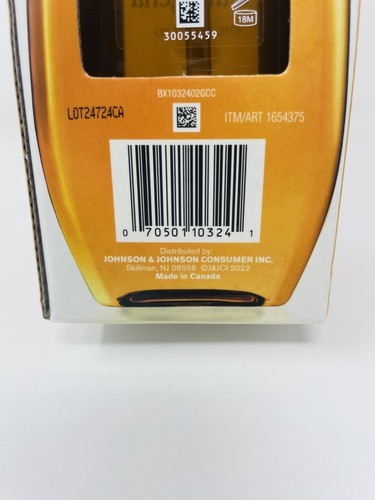 18M
30055459
BX1032402GCC
LOT24724CA
ITM/ART 1654375
0 70501 10324 1
Distributed by:
JOHNSON & JOHNSON CONSUMER INC.
Skillman, NJ 08558 ©J&JCI 2022
Made in Canada